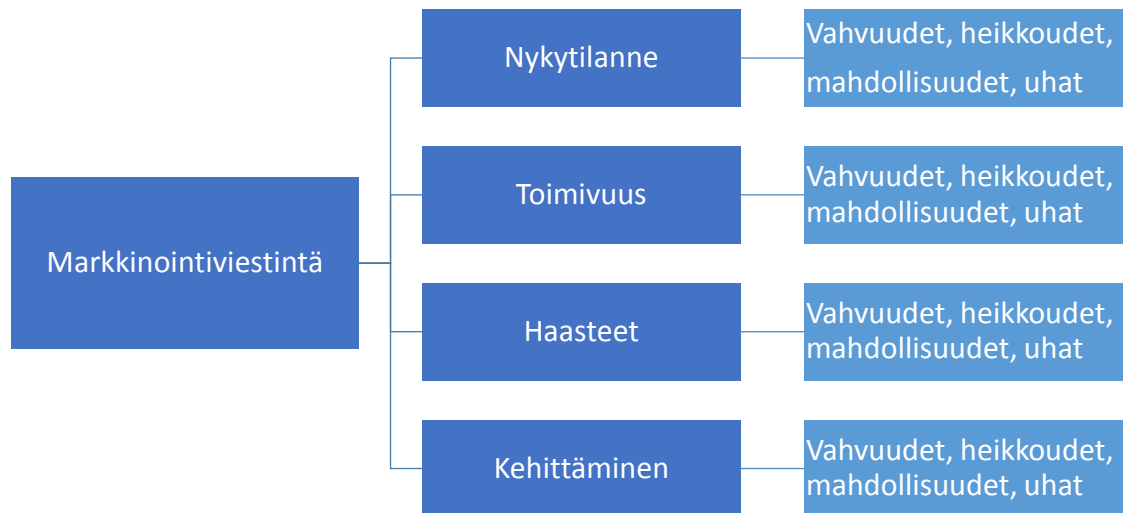 Markkinointiviestintä
Nykytilanne
Vahvuudet, heikkoudet,
mahdollisuudet, uhat
Toimivuus
Vahvuudet, heikkoudet,
mahdollisuudet, uhat
Haasteet
Vahvuudet, heikkoudet,
mahdollisuudet, uhat
Kehittäminen
Vahvuudet, heikkoudet,
mahdollisuudet, uhat